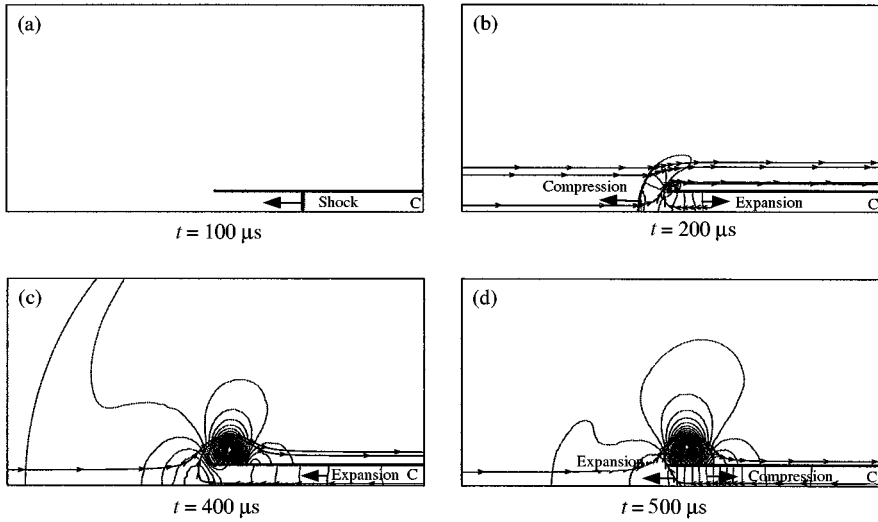 (a)
Shock
C
t = 100 μs
(b)
Compression
Expansion
C
t = 200 μs
(c)
Expansion
C
t = 400 μs
(d)
Expansion
Compression
C
t = 500 μs